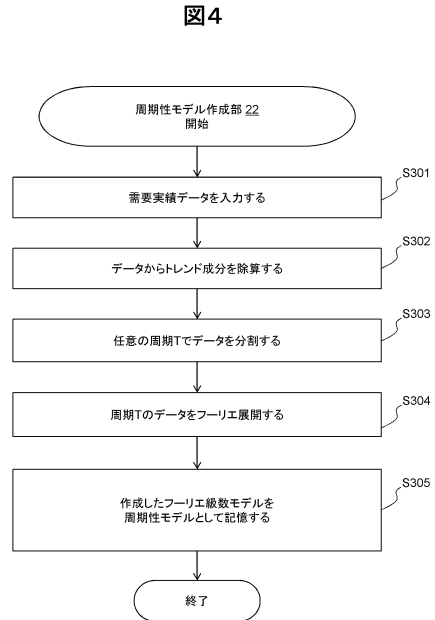 図4
周期性モデル作成部 22
開始
S301
需要実績データを入力する
S302
データからトレンド成分を除算する
S303
任意の周期Tでデータを分割する
S304
周期Tのデータをフーリエ展開する
S305
作成したフーリエ級数モデルを
周期性モデルとして記憶する
終了